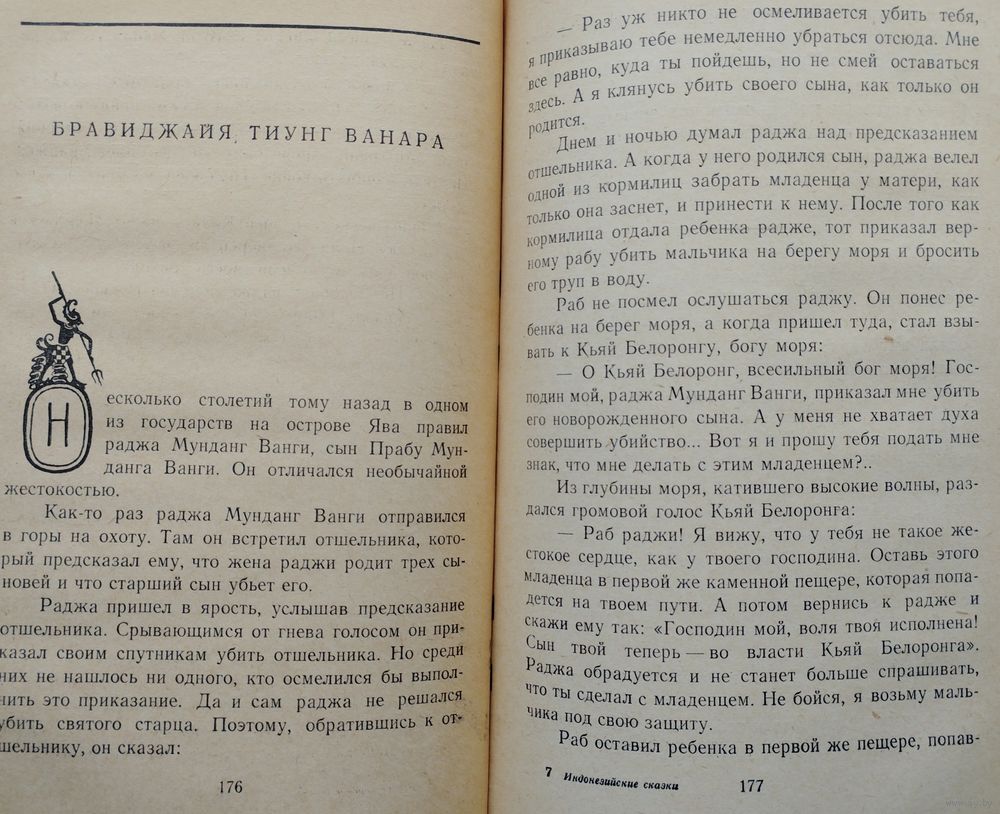 БРАВИДЖАЙЯ ТИУНГ ВАНАРА
Несколько столетий тому назад в одном
из государств на острове Ява правил
раджа Мунданг Ванги, сын Прабу Мун-
данга Ванги. Он отличался необычайной
жестокостью.
Как-то раз раджа Мунданг Ванги отправился
в горы на охоту. Там он встретил отшельника, кото-
рый предсказал ему, что жена раджи родит трех сы-
новей и что старший сын убьет его.
Раджа пришел в ярость, услышав предсказание
отшельника. Срывающимся от гнева голосом он при-
казал своим спутникам убить отшельника. Но среди
них не нашлось ни одного, кто осмелился бы выпол-
нить это приказание. Да и сам раджа не решался
убить святого старца. Поэтому, обратившись к от-
шельнику, он сказал:
176
— Раз уж никто не осмеливается убить тебя,
я приказываю тебе немедленно убраться отсюда. Мне
все равно, куда ты пойдешь, но не смей оставаться
здесь. А я клянусь убить своего сына, как только он
родится.
Днем и ночью думал раджа над предсказанием
отшельника. А когда у него родился сын, раджа велел
одной из кормилиц забрать младенца у матери, как
только она заснет, и принести к нему. После того как
кормилица отдала ребенка радже, тот приказал вер-
ному рабу убить мальчика на берегу моря и бросить
его труп в воду.
Раб не посмел ослушаться раджу. Он понес ре-
бенка на берег моря, а когда пришел туда, стал взы-
вать к Кьяй Белоронгу, богу моря:
— О Кьяй Белоронг, всесильный бог моря! Гос-
подин мой, раджа Мунданг Ванги, приказал мне убить
его новорожденного сына. А у меня не хватает духа
совершить убийство... Вот я и прошу тебя подать мне
знак, что мне делать с этим младенцем?..
Из глубины моря, катившего высокие волны, раз-
дался громовой голос Кьяй Белоронга:
— Раб раджи! Я вижу, что у тебя не такое же-
стокое сердце, как у твоего господина. Оставь этого
младенца в первой же каменной пещере, которая попа-
дется на твоем пути. А потом вернись к радже и
скажи ему так: «Господин мой, воля твоя исполнена!
Сын твой теперь — во власти Кьяй Белоронга».
Раджа обрадуется и не станет больше спрашивать,
что ты сделал с младенцем. Не бойся, я возьму маль-
чика под свою защиту.
Раб оставил ребенка в первой же пещере, попав-
7 Индонезийские сказки
177